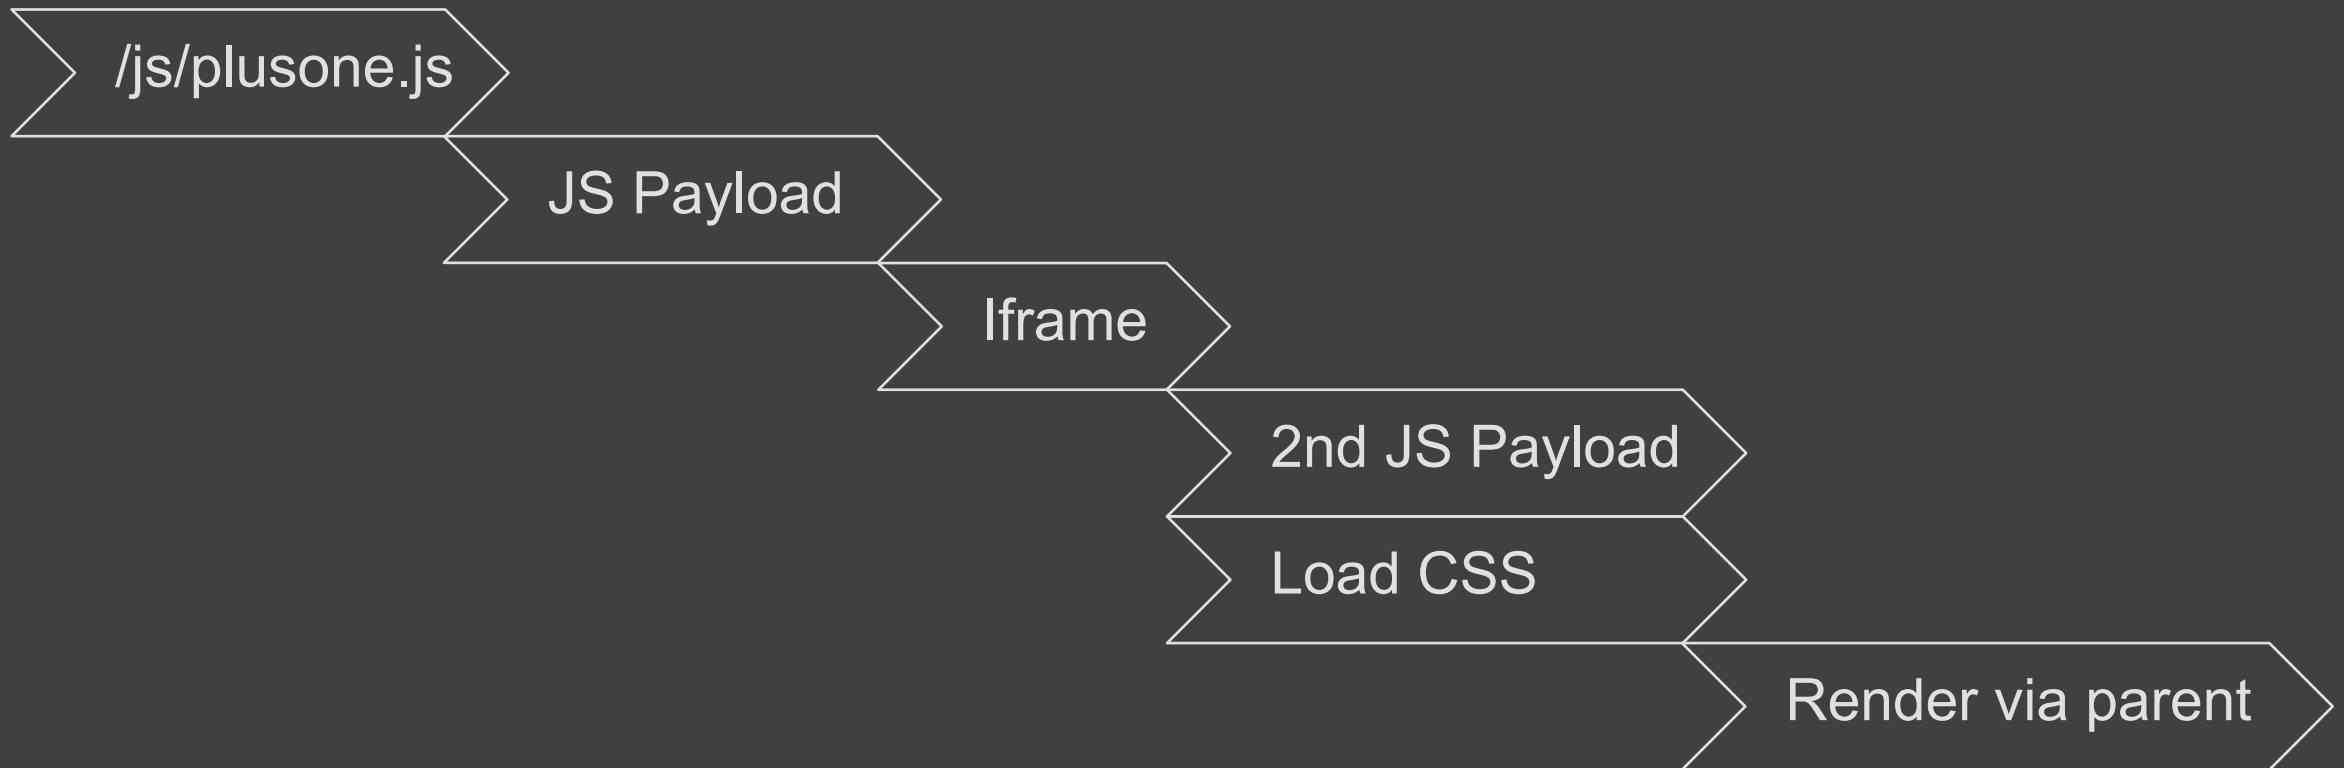 /js/plusone.js
JS Payload
Iframe
2nd JS Payload
Load CSS
Render via parent